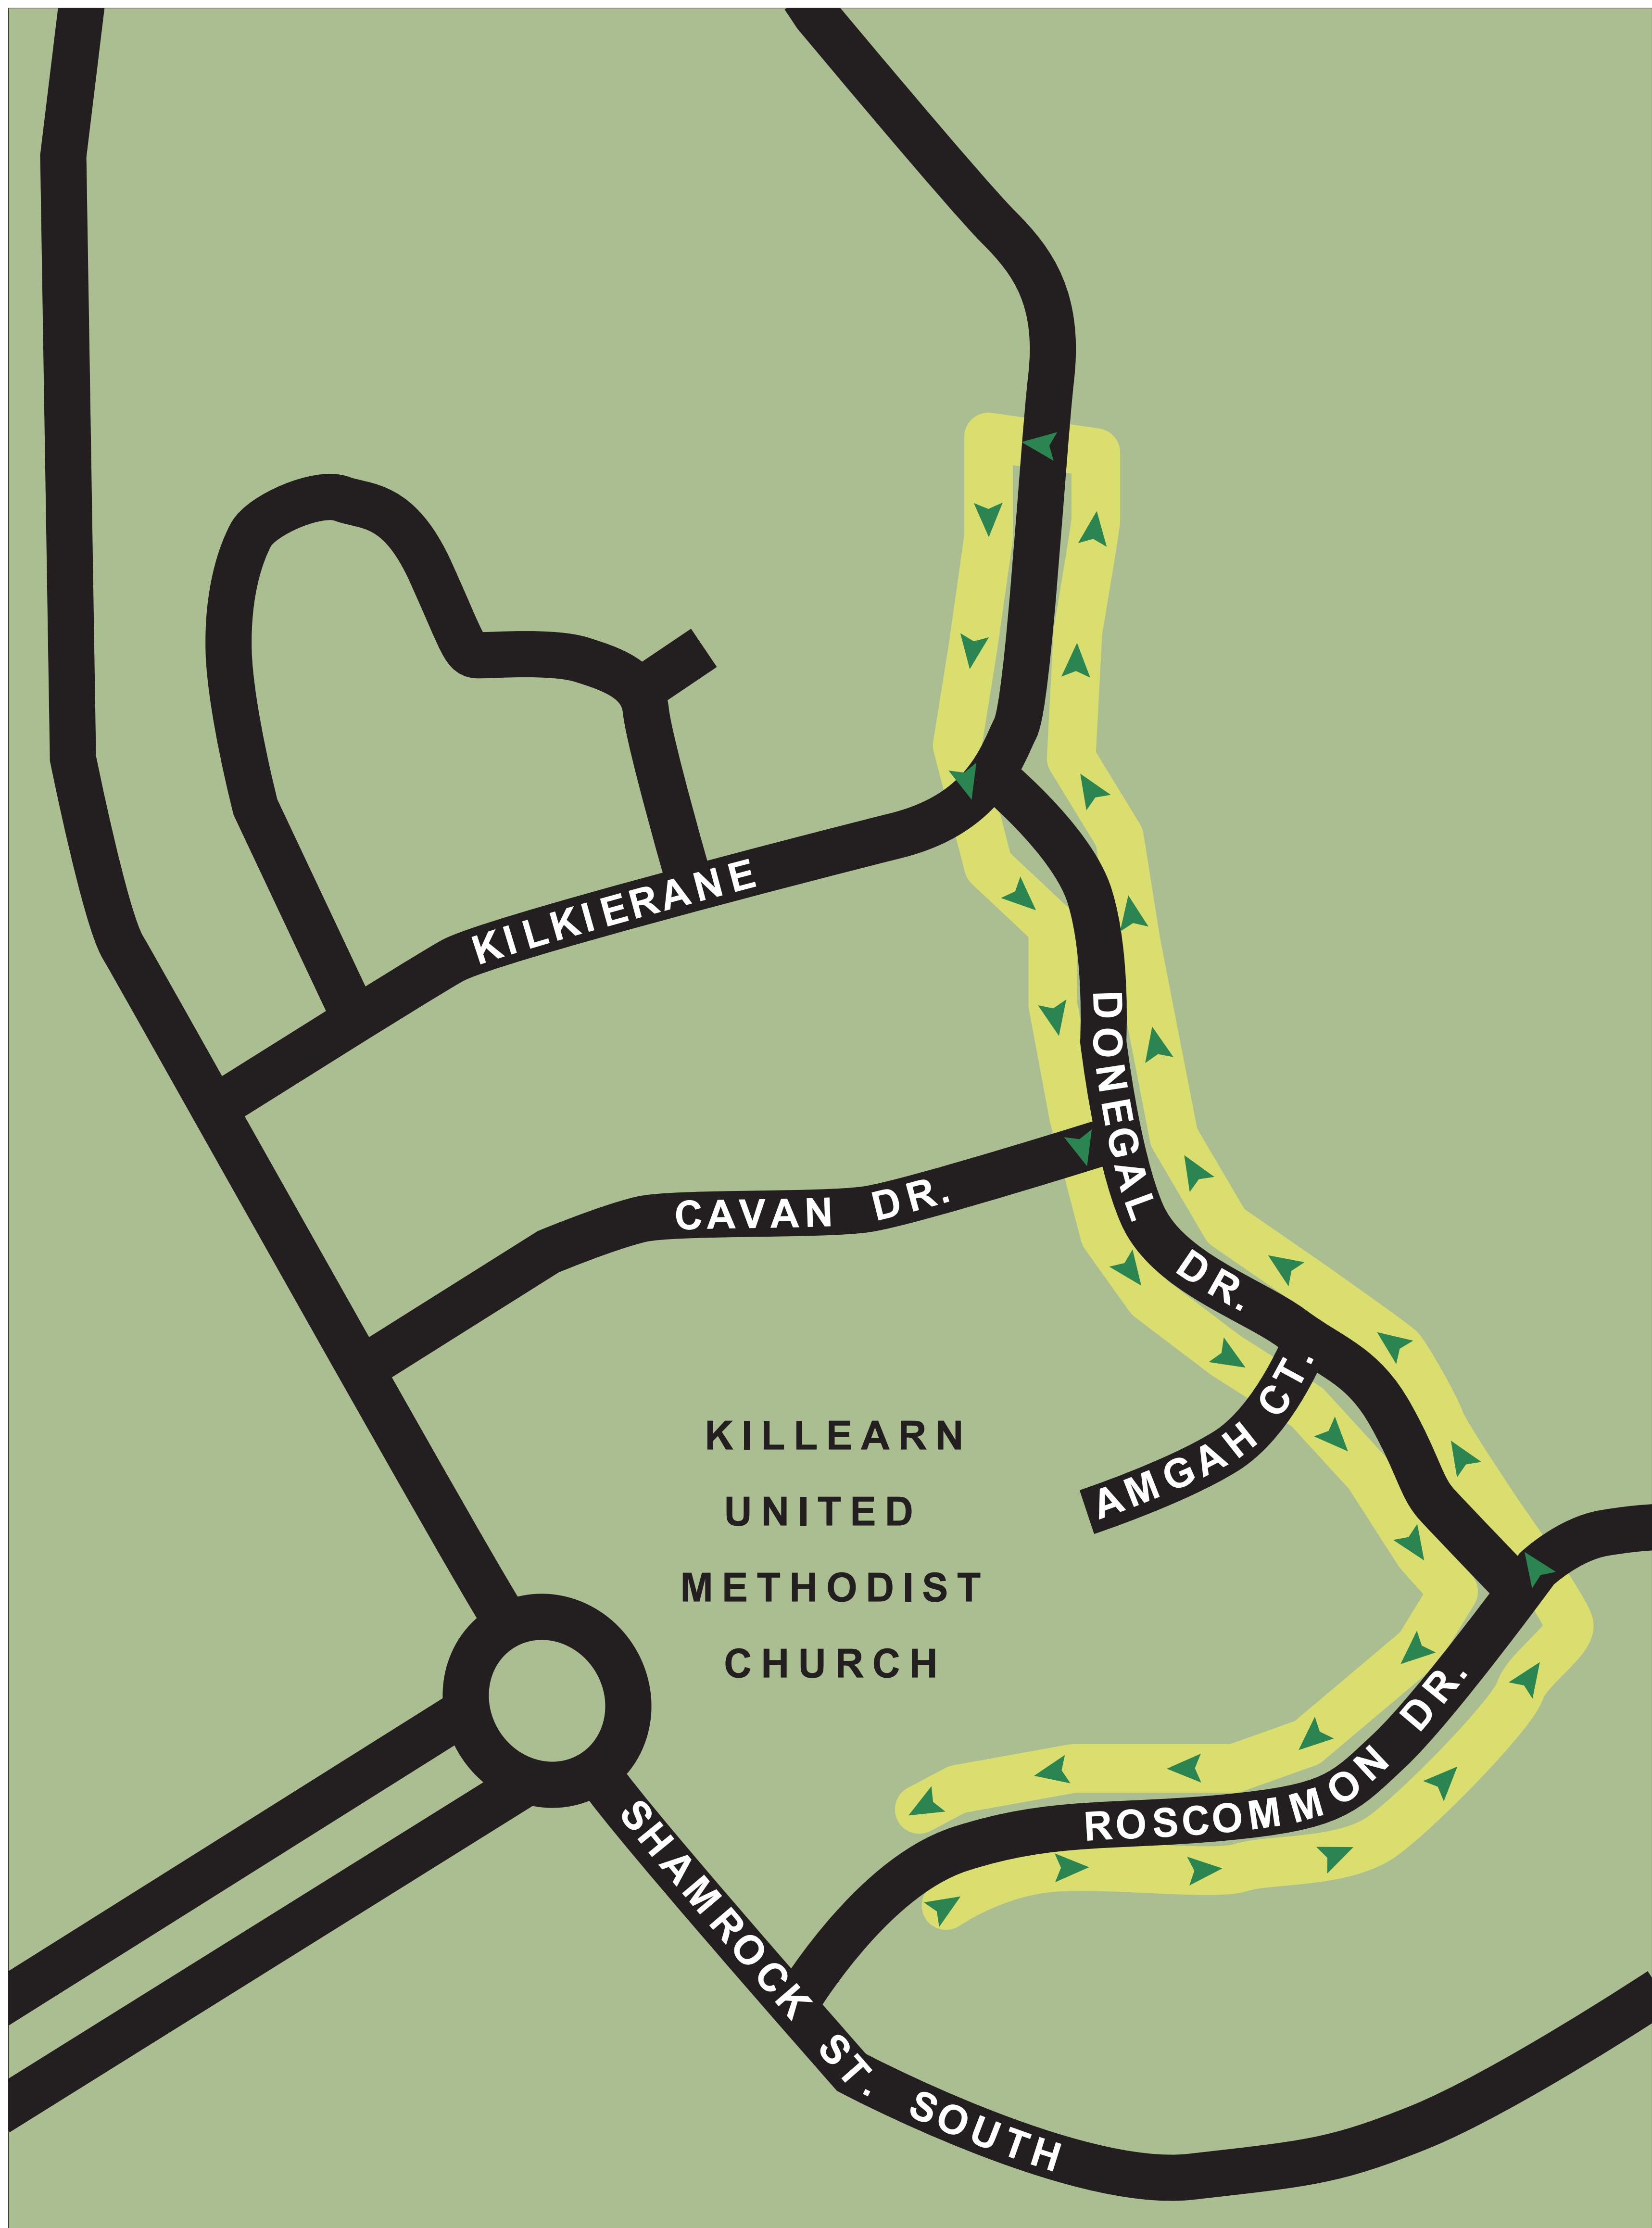 KILKIERANE
DONEGAL DR.
CAVAN DR.
AMGAH CT.
KILLEARN
UNITED
METHODIST
CHURCH
ROSCOMMON DR.
SHAMROCK ST. SOUTH